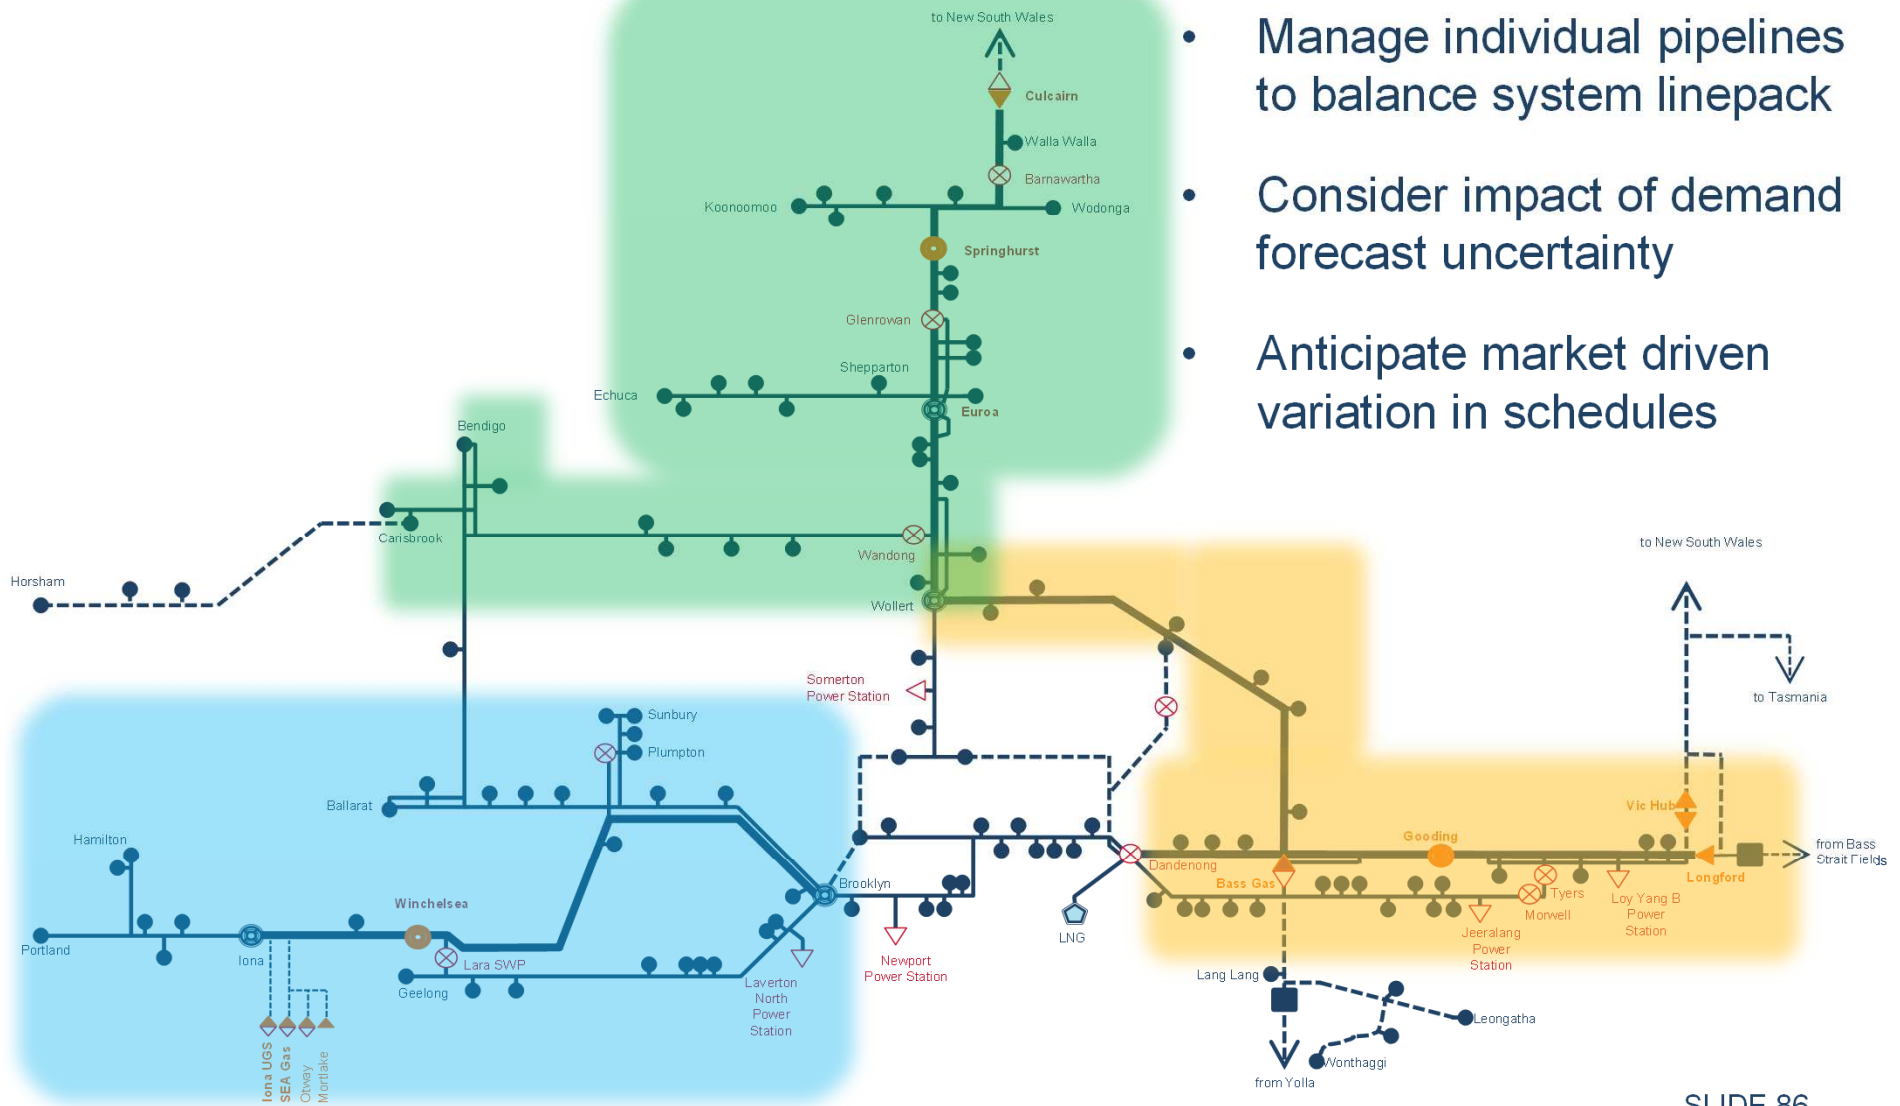 to New South Wales
• Manage individual pipelines
to balance system linepack
Culcairn
Walla Walla
Barnawartha
Koonoomoo
Wodonga
• Consider impact of demand
forecast uncertainty
Springhurst
Glenrowan
Shepparton
• Anticipate market driven
variation in schedules
Echuca
Euroa
Bendigo
Carisbrook
Wandong
to New South Wales
Horsham
Wollert
Somerton
Power Station
to Tasmania
Sunbury
Plumpton
Ballarat
Vic Hub
Hamilton
Gooding
from Bass
Strait Fields
Dandenong
Brooklyn
Bass Gas
Longford
Tyers
Winchelsea
Morwell
Loy Yang B
Power
Station
Portland
Iona
Lara SWP
LNG
Jeeralang
Power
Station
Newport
Power Station
Geelong
Laverton
North
Power
Station
Lang Lang
Leongatha
Wonthaggi
Iona UGS
SEA Gas
Otway
Mortlake
from Yolla
SLIDE 86